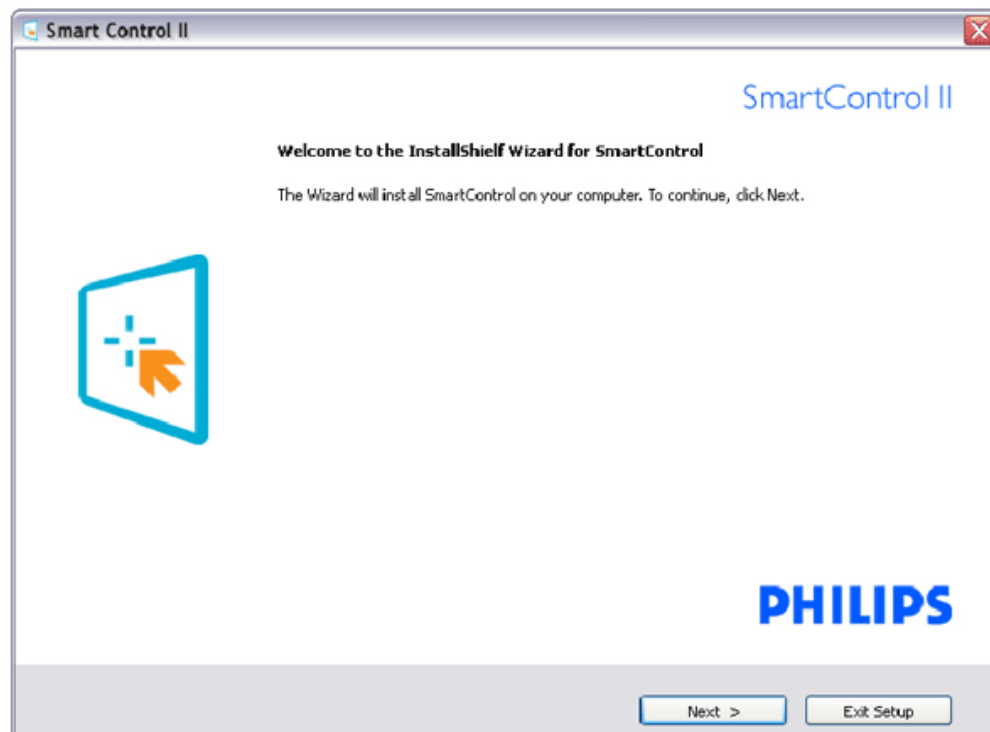 Smart Control II
SmartControl II
Welcome to the InstallShielf Wizard for SmartControl
The Wizard will install SmartControl on your computer. To continue, click Next.
PHILIPS
Next >
Exit Setup